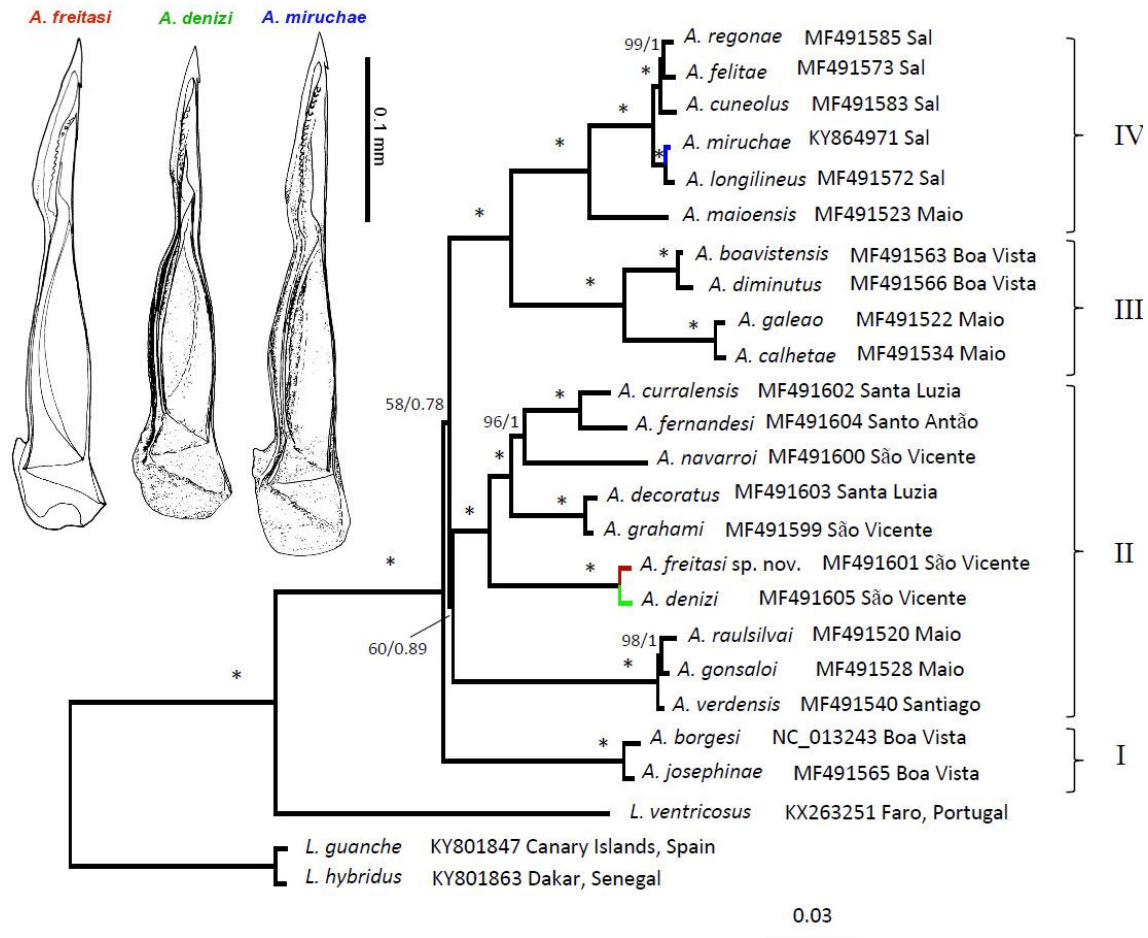 A. freitasi A. denizi A. miruchae
0.1 mm
99/1
A. regonae MF491585 Sal
* A. felitae MF491573 Sal
* A. cuneolus MF491583 Sal
IV
* * A. miruchae KY864971 Sal
A. longilineus MF491572 Sal
* A. maioensis MF491523 Maio
* A. boavistensis MF491563 Boa Vista
* A. diminutus MF491566 Boa Vista
III
* A. galeao MF491522 Maio
A. calhetae MF491534 Maio
58/0.78
* A. curralensis MF491602 Santa Luzia
96/1
A. fernandesi MF491604 Santo Antão
A. navarroi MF491600 São Vicente
* * A. decoratus MF491603 Santa Luzia
* A. grahami MF491599 São Vicente
II
* * A. freitasi sp. nov. MF491601 São Vicente
A. denizi MF491605 São Vicente
60/0.89
98/1
A. raulsilvai MF491520 Maio
* * A. gonsaloi MF491528 Maio
A. verdensis MF491540 Santiago
* A. borgesi NC_013243 Boa Vista
I
A. josephinae MF491565 Boa Vista
L. ventricosus KX263251 Faro, Portugal
L. guanche KY801847 Canary Islands, Spain
L. hybridus KY801863 Dakar, Senegal
0.03